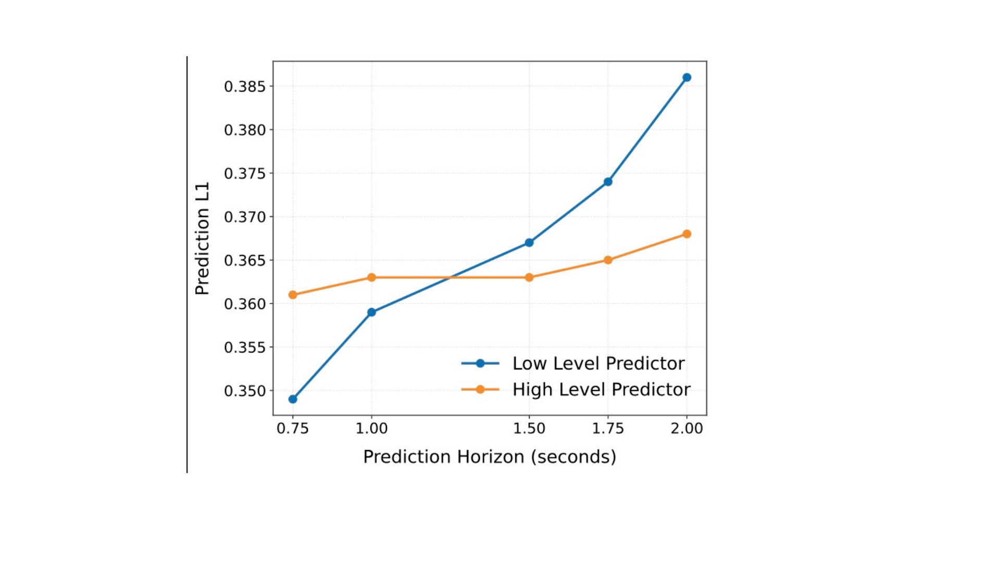 Prediction L1
0.385
0.380
0.375
0.370
0.365
0.360
0.355
0.350
Low Level Predictor
High Level Predictor
0.75 1.00 1.50 1.75 2.00
Prediction Horizon (seconds)